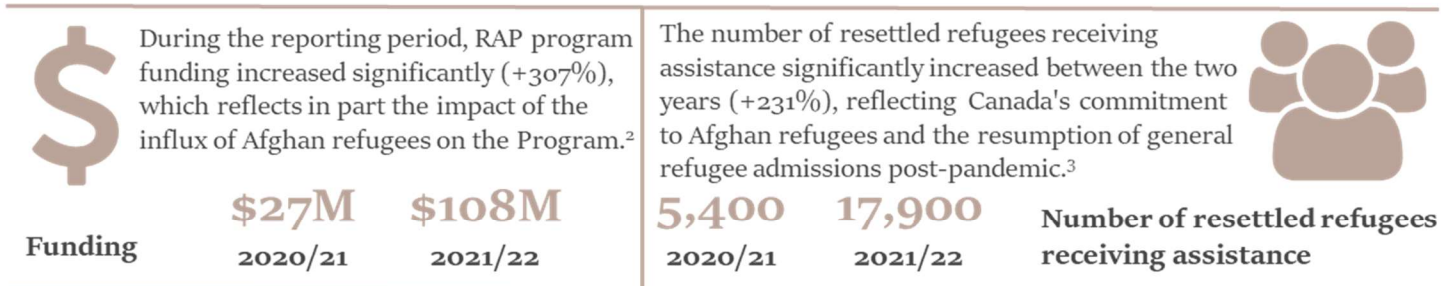 During the reporting period, RAP program
funding increased significantly (+307%),
which reflects in part the impact of the
influx of Afghan refugees on the Program.²
$27M $108M
Funding
2020/21 2021/22
The number of resettled refugees receiving
assistance significantly increased between the two
years (+231%), reflecting Canada's commitment
to Afghan refugees and the resumption of general
refugee admissions post-pandemic.³
5,400 17,900
2020/21 2021/22
Number of resettled refugees
receiving assistance